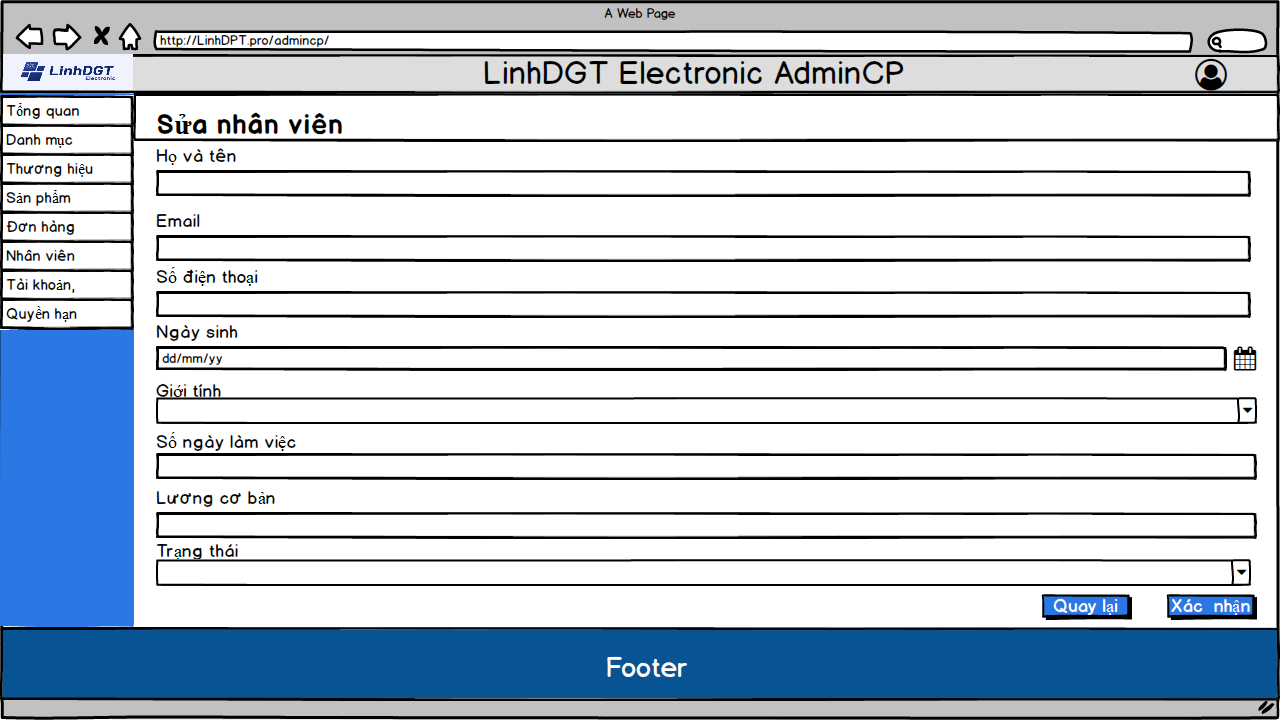 A Web Page
http://LinhDPT.pro/admincp/
LinhDGT
Electronic
LinhDGT Electronic AdminCP
Tổng quan
Danh mục
Thương hiệu
Sản phẩm
Đơn hàng
Nhân viên
Tài khoản,
Quyền hạn
Sửa nhân viên
Họ và tên
Email
Số điện thoại
Ngày sinh
dd/mm/yy
Giới tính
Số ngày làm việc
Lương cơ bản
Trạng thái
Quay lại
Xác nhận
Footer